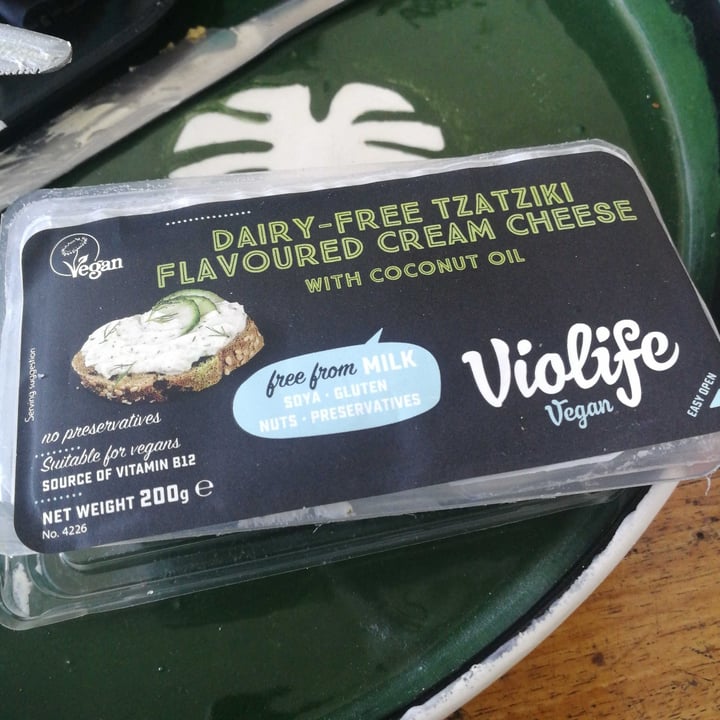 DAIRY-FREE TZATZIKI
FLAVOURED CREAM CHEESE
WITH COCONUT OIL
Vegan
Serving suggestion
free from MILK
SOYA · GLUTEN
NUTS · PRESERVATIVES
Violife
Vegan
EASY OPEN
no preservatives
Suitable for vegans
SOURCE OF VITAMIN B12
NET WEIGHT 200g ℮
No. 4226